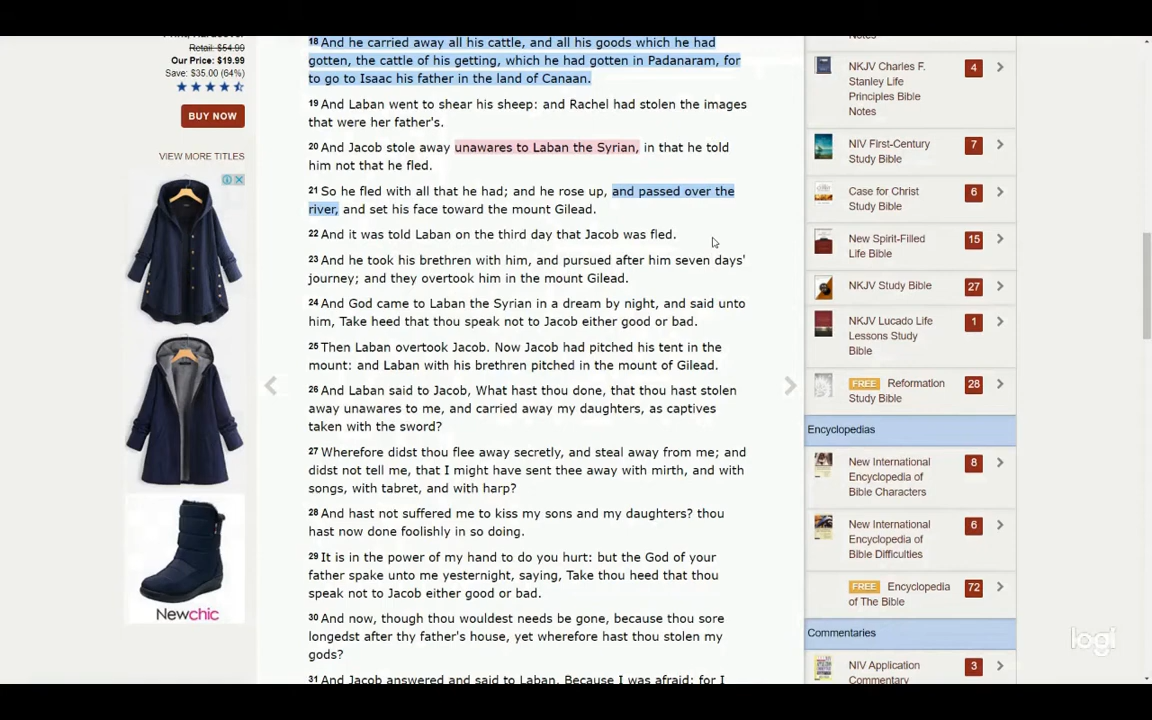 Retail: $54.99
Our Price: $19.99
Save: $35.00 (64%)
BUY NOW
VIEW MORE TITLES
Newchic
18 And he carried away all his cattle, and all his goods which he had
gotten, the cattle of his getting, which he had gotten in Padanaram, for
to go to Isaac his father in the land of Canaan.
19 And Laban went to shear his sheep: and Rachel had stolen the images
that were her father's.
20 And Jacob stole away unawares to Laban the Syrian, in that he told
him not that he fled.
21 So he fled with all that he had; and he rose up, and passed over the
river, and set his face toward the mount Gilead.
22 And it was told Laban on the third day that Jacob was fled.
23 And he took his brethren with him, and pursued after him seven days'
journey; and they overtook him in the mount Gilead.
24 And God came to Laban the Syrian in a dream by night, and said unto
him, Take heed that thou speak not to Jacob either good or bad.
25 Then Laban overtook Jacob. Now Jacob had pitched his tent in the
mount: and Laban with his brethren pitched in the mount of Gilead.
26 And Laban said to Jacob, What hast thou done, that thou hast stolen
away unawares to me, and carried away my daughters, as captives
taken with the sword?
27 Wherefore didst thou flee away secretly, and steal away from me; and
didst not tell me, that I might have sent thee away with mirth, and with
songs, with tabret, and with harp?
28 And hast not suffered me to kiss my sons and my daughters? thou
hast now done foolishly in so doing.
29 It is in the power of my hand to do you hurt: but the God of your
father spake unto me yesternight, saying, Take thou heed that thou
speak not to Jacob either good or bad.
30 And now, though thou wouldest needs be gone, because thou sore
longedst after thy father's house, yet wherefore hast thou stolen my
gods?
31 And Jacob answered and said to Laban, Because I was afraid: for I
Notes
NKJV Charles F. 4
Stanley Life
Principles Bible
Notes
NIV First-Century 7
Study Bible
Case for Christ 6
Study Bible
New Spirit-Filled 15
Life Bible
NKJV Study Bible 27
NKJV Lucado Life 1
Lessons Study
Bible
FREE Reformation 28
Study Bible
Encyclopedias
New International 8
Encyclopedia of
Bible Characters
New International 6
Encyclopedia of
Bible Difficulties
FREE Encyclopedia 72
of The Bible
Commentaries
NIV Application 3
Commentary
logi